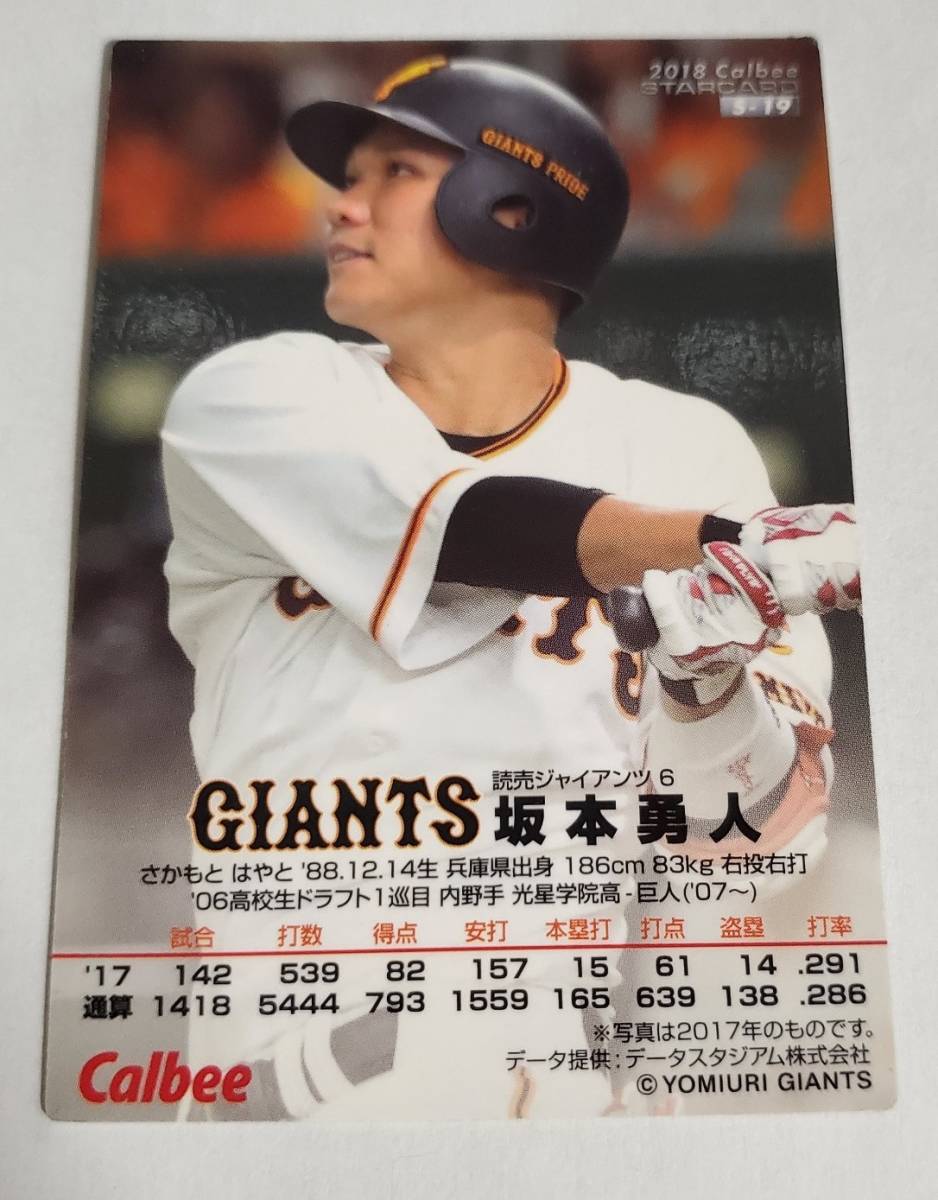 2018 Calbee
STARCARD
S-19
GIANTS PRIDE
読売ジャイアンツ 6
GIANTS 坂本勇人
さかもと はやと '88.12.14生 兵庫県出身 186cm 83kg 右投右打
'06高校生ドラフト1巡目 内野手 光星学院高-巨人('07〜)
試合 打数 得点 安打 本塁打 打点 盗塁 打率
'17 142 539 82 157 15 61 14 .291
通算 1418 5444 793 1559 165 639 138 .286
※写真は2017年のものです。
データ提供:データスタジアム株式会社
Calbee
© YOMIURI GIANTS